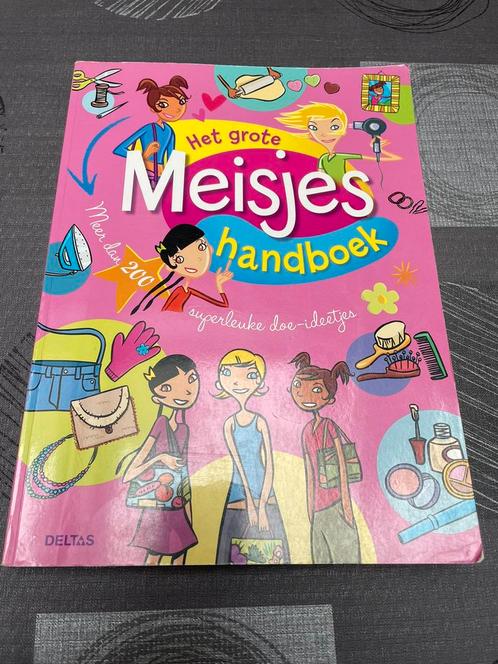 Het grote
Meisjes
handboek
Meer dan
200
superleuke doe-ideetjes
DELTAS